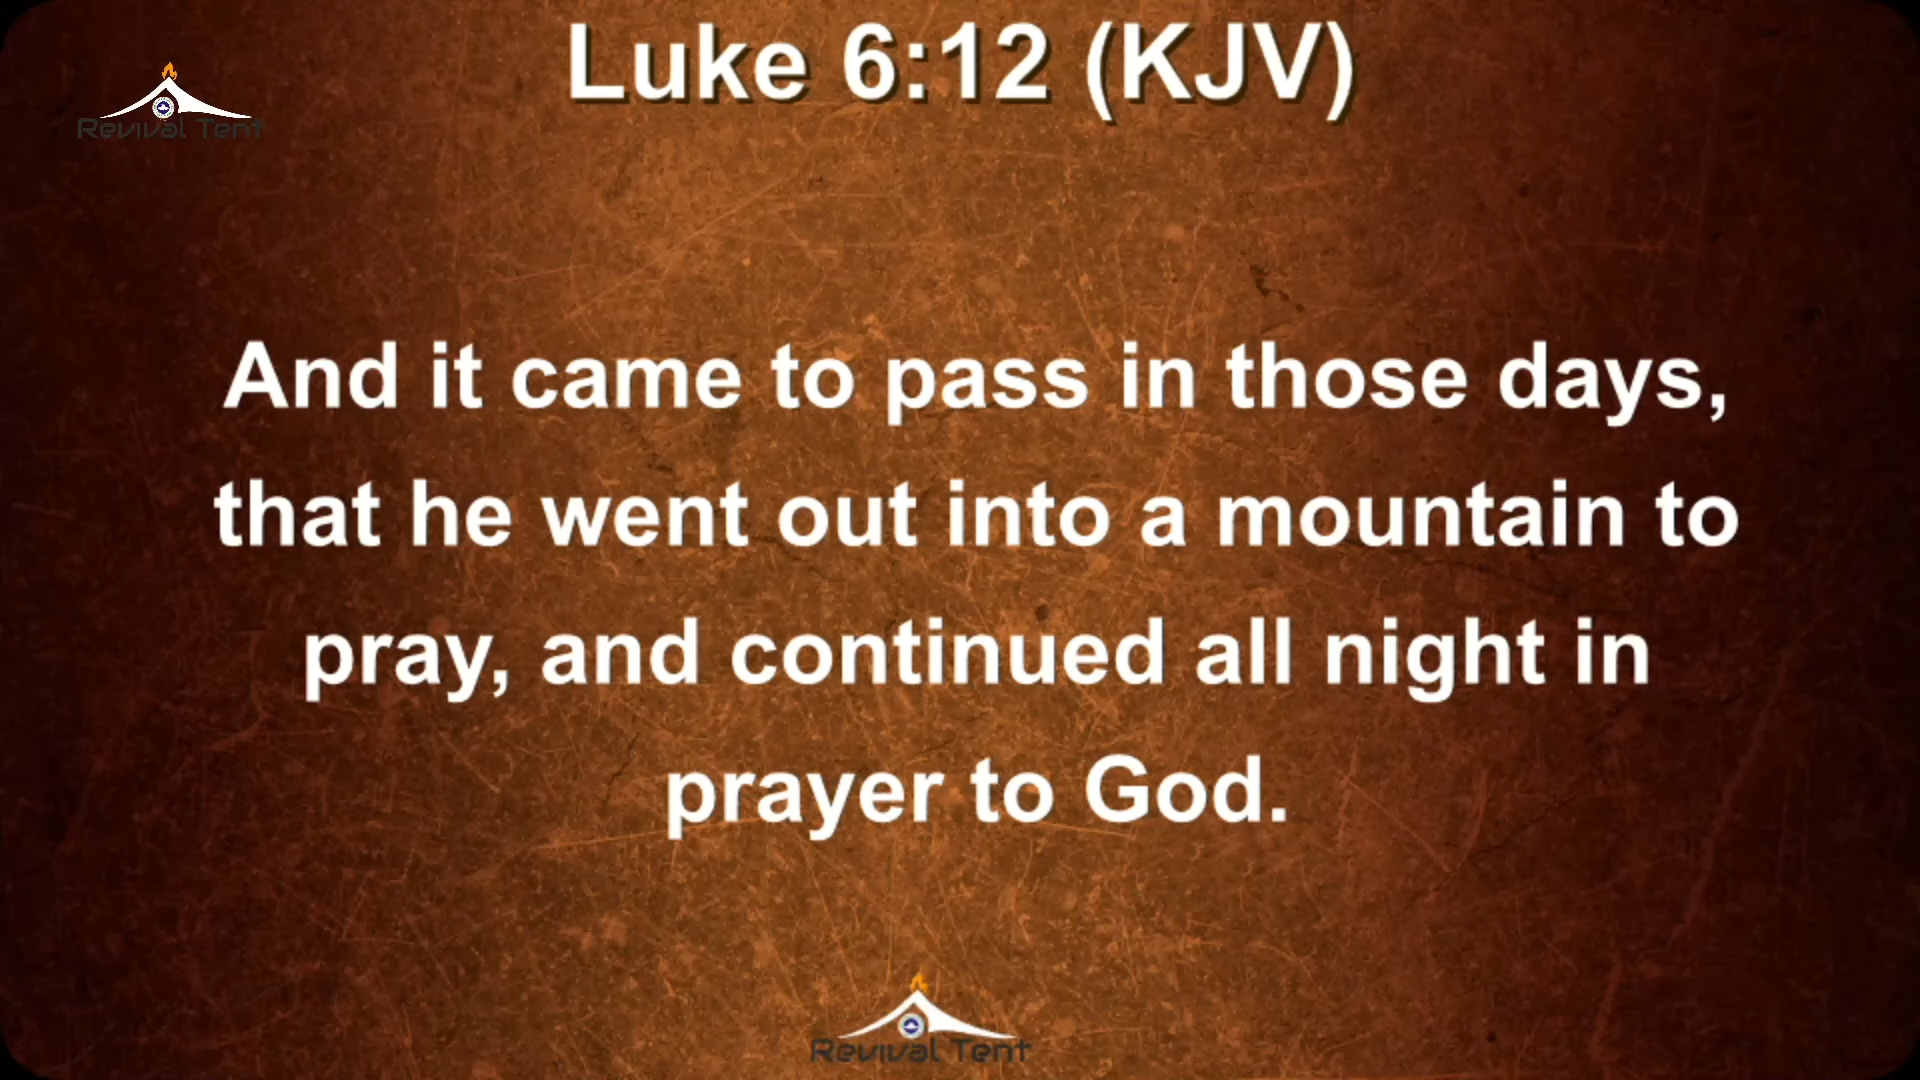 Luke 6:12 (KJV)
Revival Tent
And it came to pass in those days,
that he went out into a mountain to
pray, and continued all night in
prayer to God.
Revival Tent